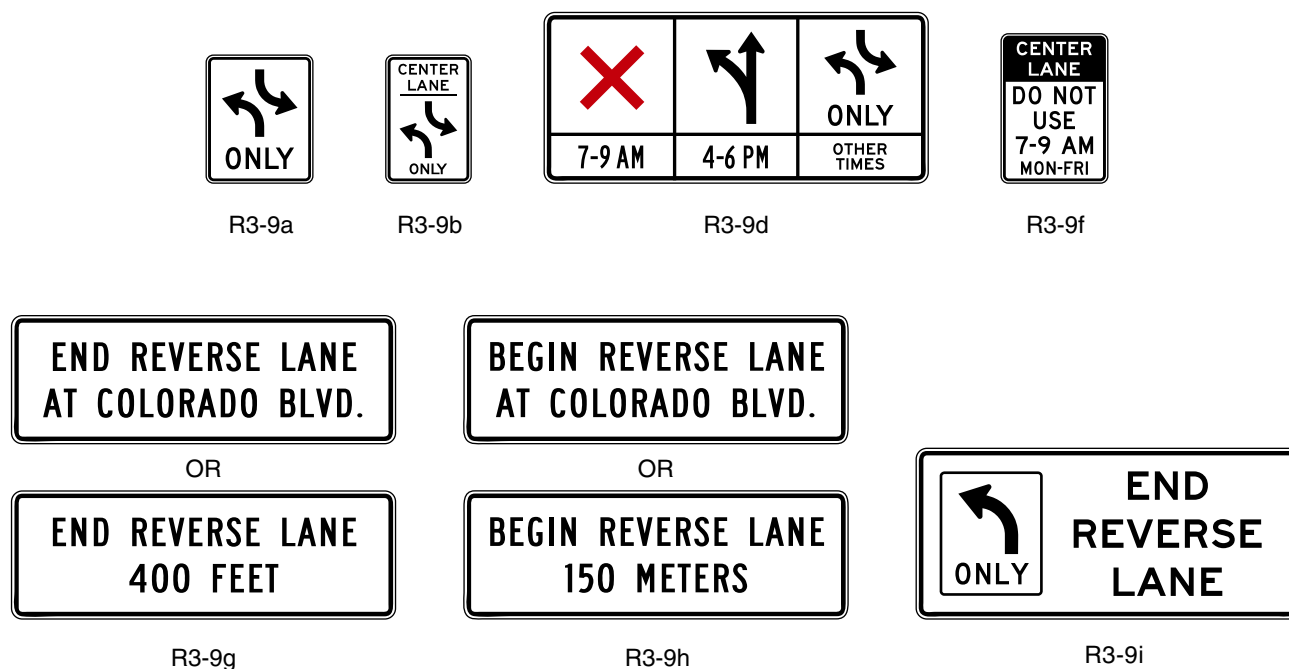 ONLY
R3-9a
CENTER
LANE
ONLY
R3-9b
7-9 AM
4-6 PM
ONLY
OTHER
TIMES
R3-9d
CENTER
LANE
DO NOT
USE
7-9 AM
MON-FRI
R3-9f
END REVERSE LANE
AT COLORADO BLVD.
OR
END REVERSE LANE
400 FEET
R3-9g
BEGIN REVERSE LANE
AT COLORADO BLVD.
OR
BEGIN REVERSE LANE
150 METERS
R3-9h
ONLY
END
REVERSE
LANE
R3-9i